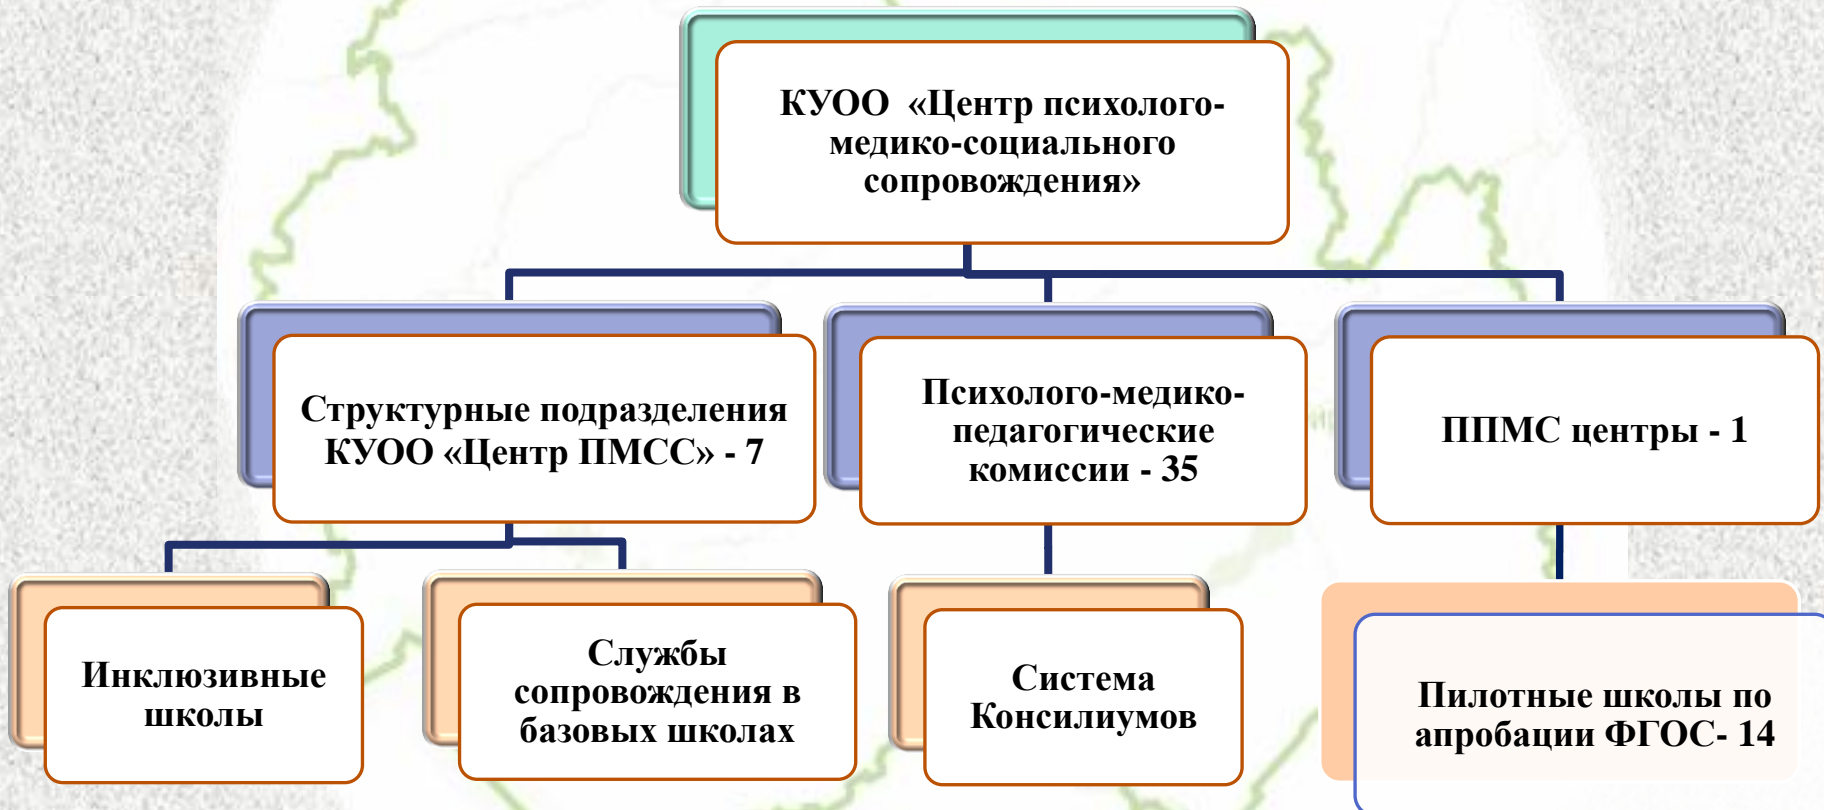 КУОО «Центр психолого-
медико-социального
сопровождения»
Структурные подразделения
КУОО «Центр ПМСС» - 7
Психолого-медико-
педагогические
комиссии - 35
ППМС центры - 1
Инклюзивные
школы
Службы
сопровождения в
базовых школах
Система
Консилиумов
Пилотные школы по
апробации ФГОС- 14